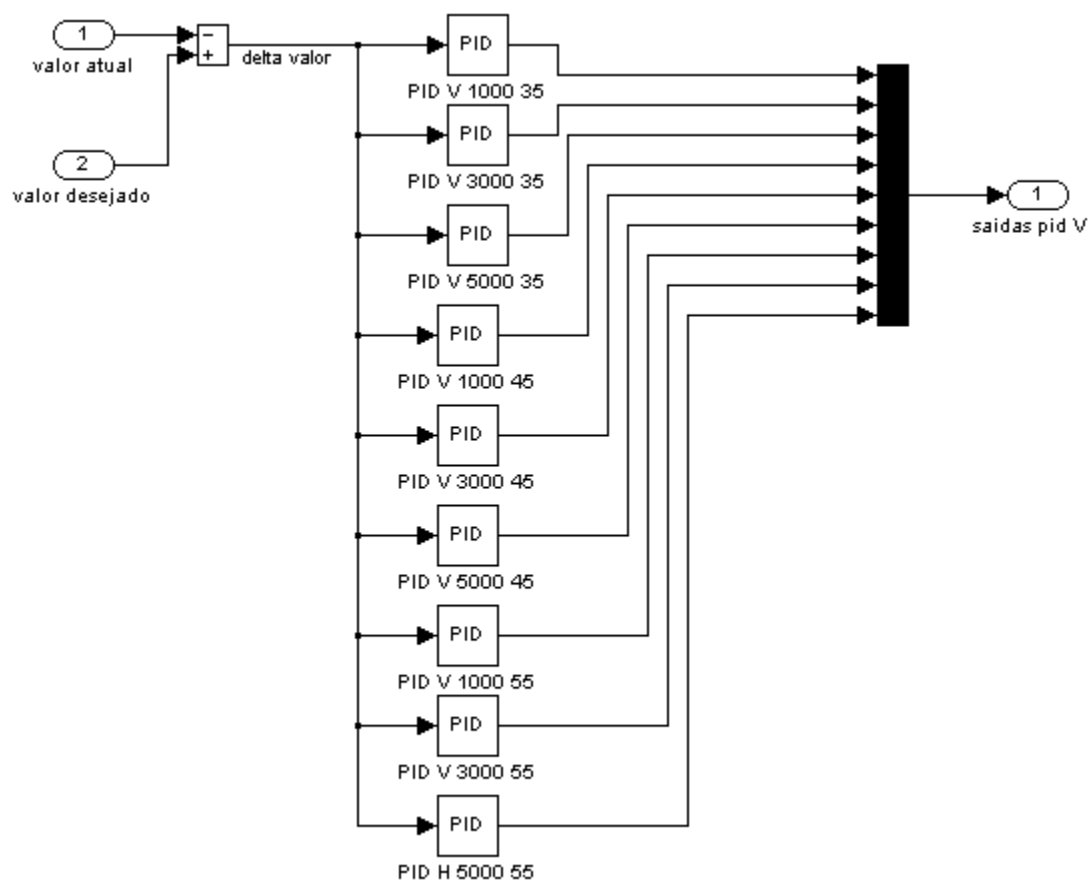 1
valor atual
−
+
delta valor
2
valor desejado
PID
PID V 1000 35
PID
PID V 3000 35
PID
PID V 5000 35
PID
PID V 1000 45
PID
PID V 3000 45
PID
PID V 5000 45
PID
PID V 1000 55
PID
PID V 3000 55
PID
PID H 5000 55
1
saidas pid V